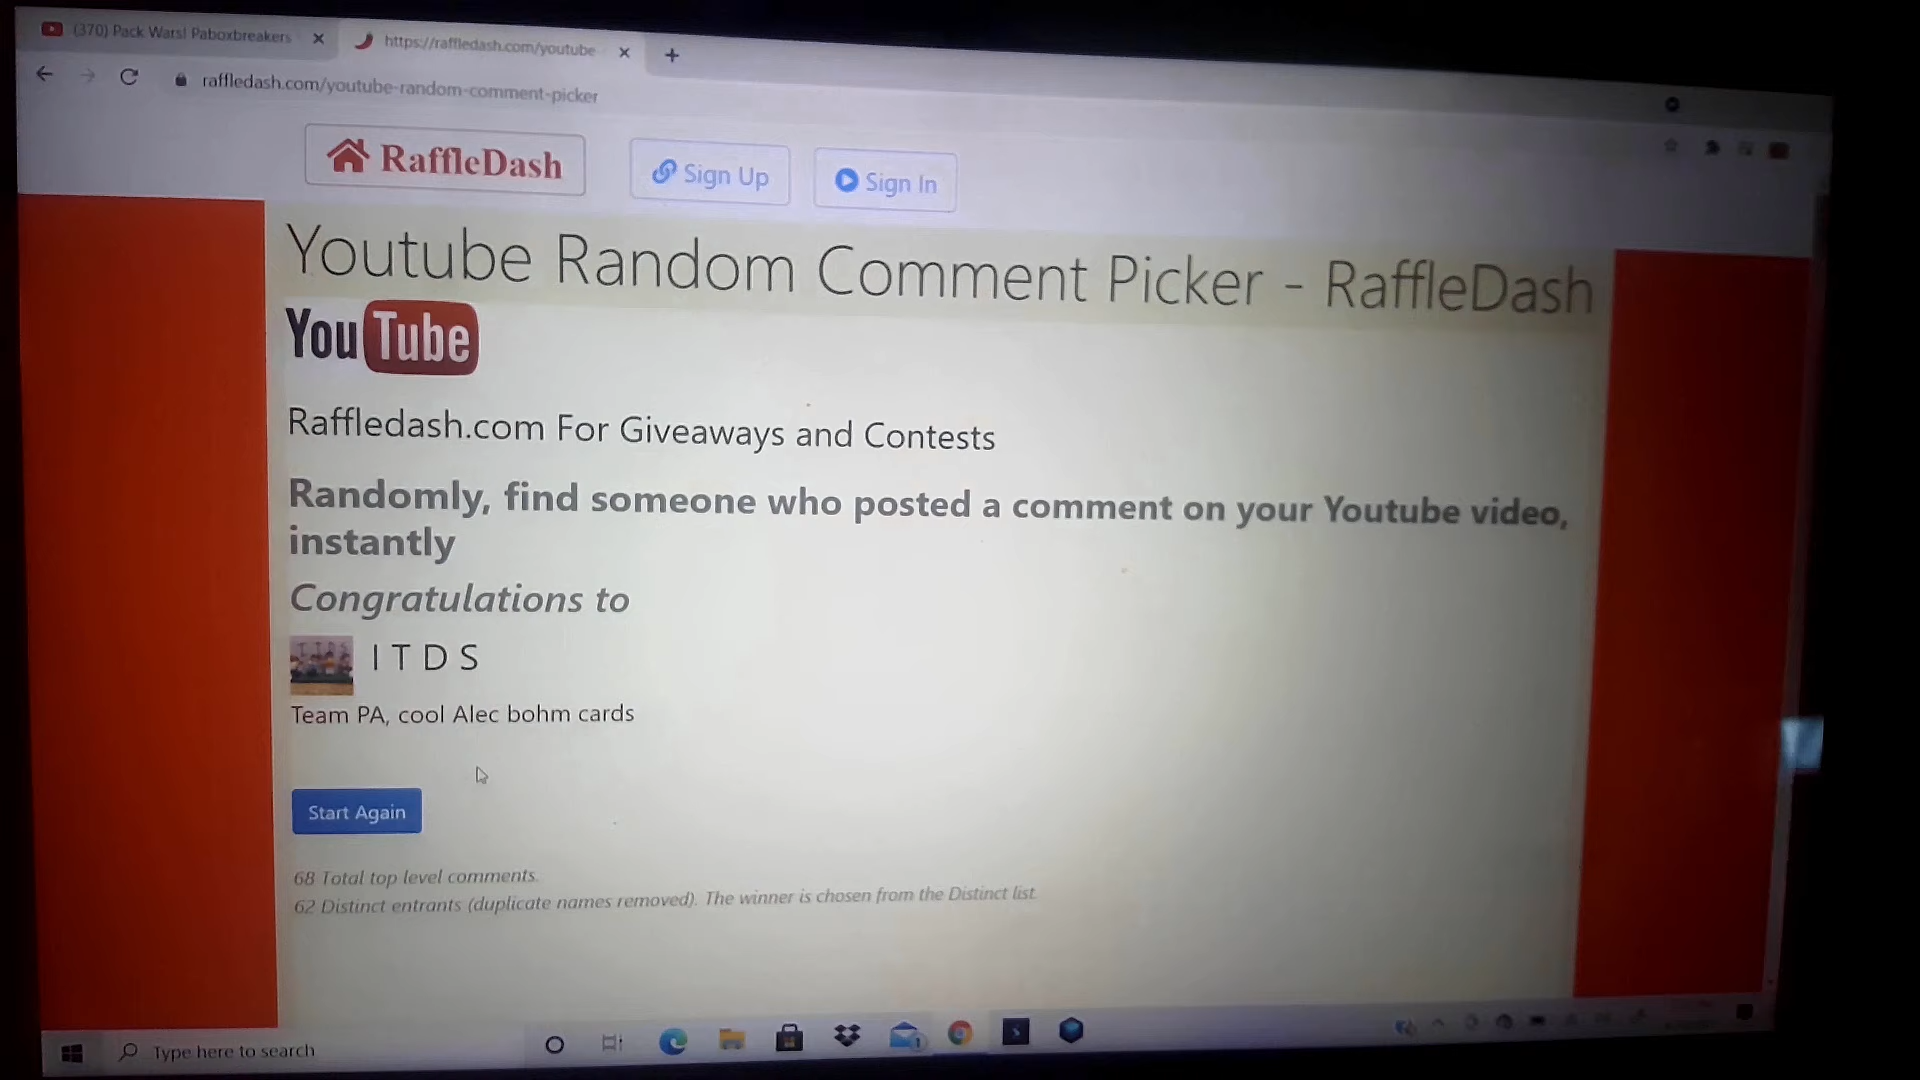 (370) Pack Wars! Paboxbreakers
https://raffledash.com/youtube
raffledash.com/youtube-random-comment-picker
RaffleDash
Sign Up
Sign In
Youtube Random Comment Picker - RaffleDash
YouTube
Raffledash.com For Giveaways and Contests
Randomly, find someone who posted a comment on your Youtube video,
instantly
Congratulations to
I T D S
Team PA, cool Alec bohm cards
Start Again
68 Total top level comments.
62 Distinct entrants (duplicate names removed). The winner is chosen from the Distinct list.
Type here to search